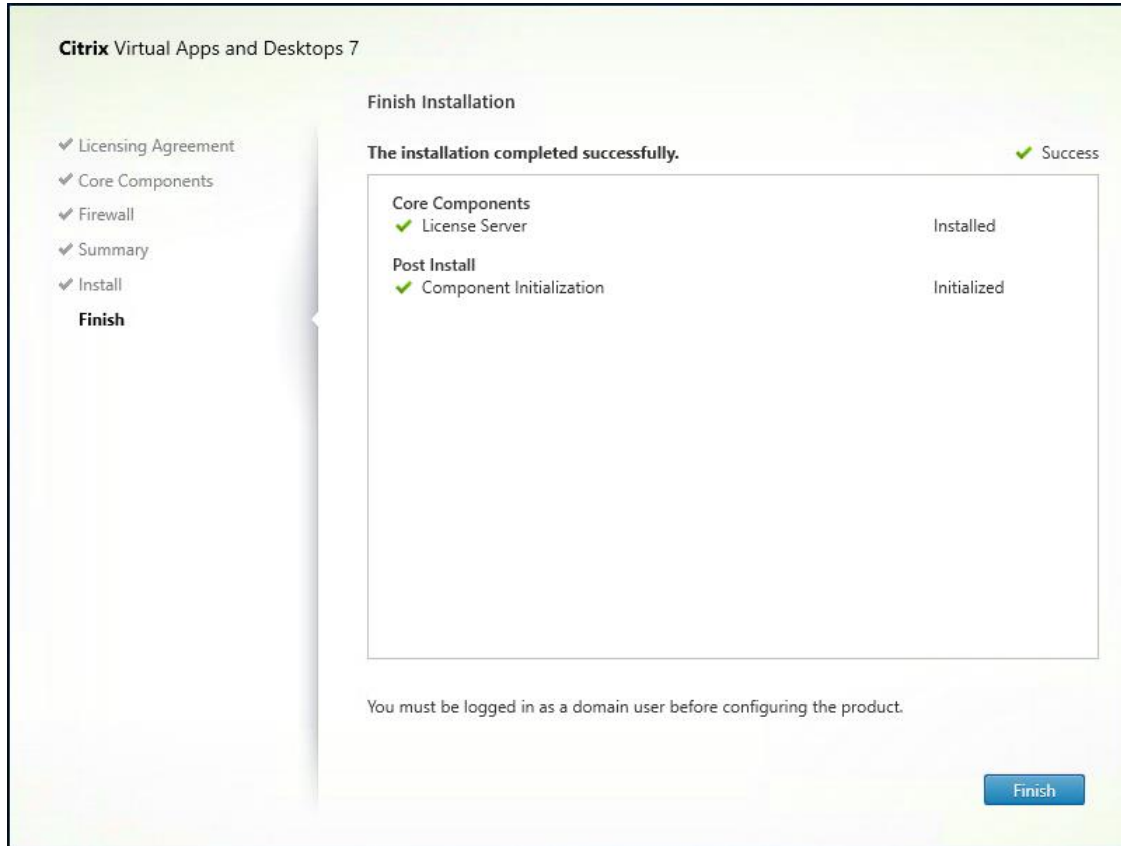 Citrix Virtual Apps and Desktops 7
Finish Installation
Licensing Agreement
Core Components
Firewall
Summary
Install
Finish
The installation completed successfully.
Success
Core Components
License Server Installed
Post Install
Component Initialization Initialized
You must be logged in as a domain user before configuring the product.
Finish